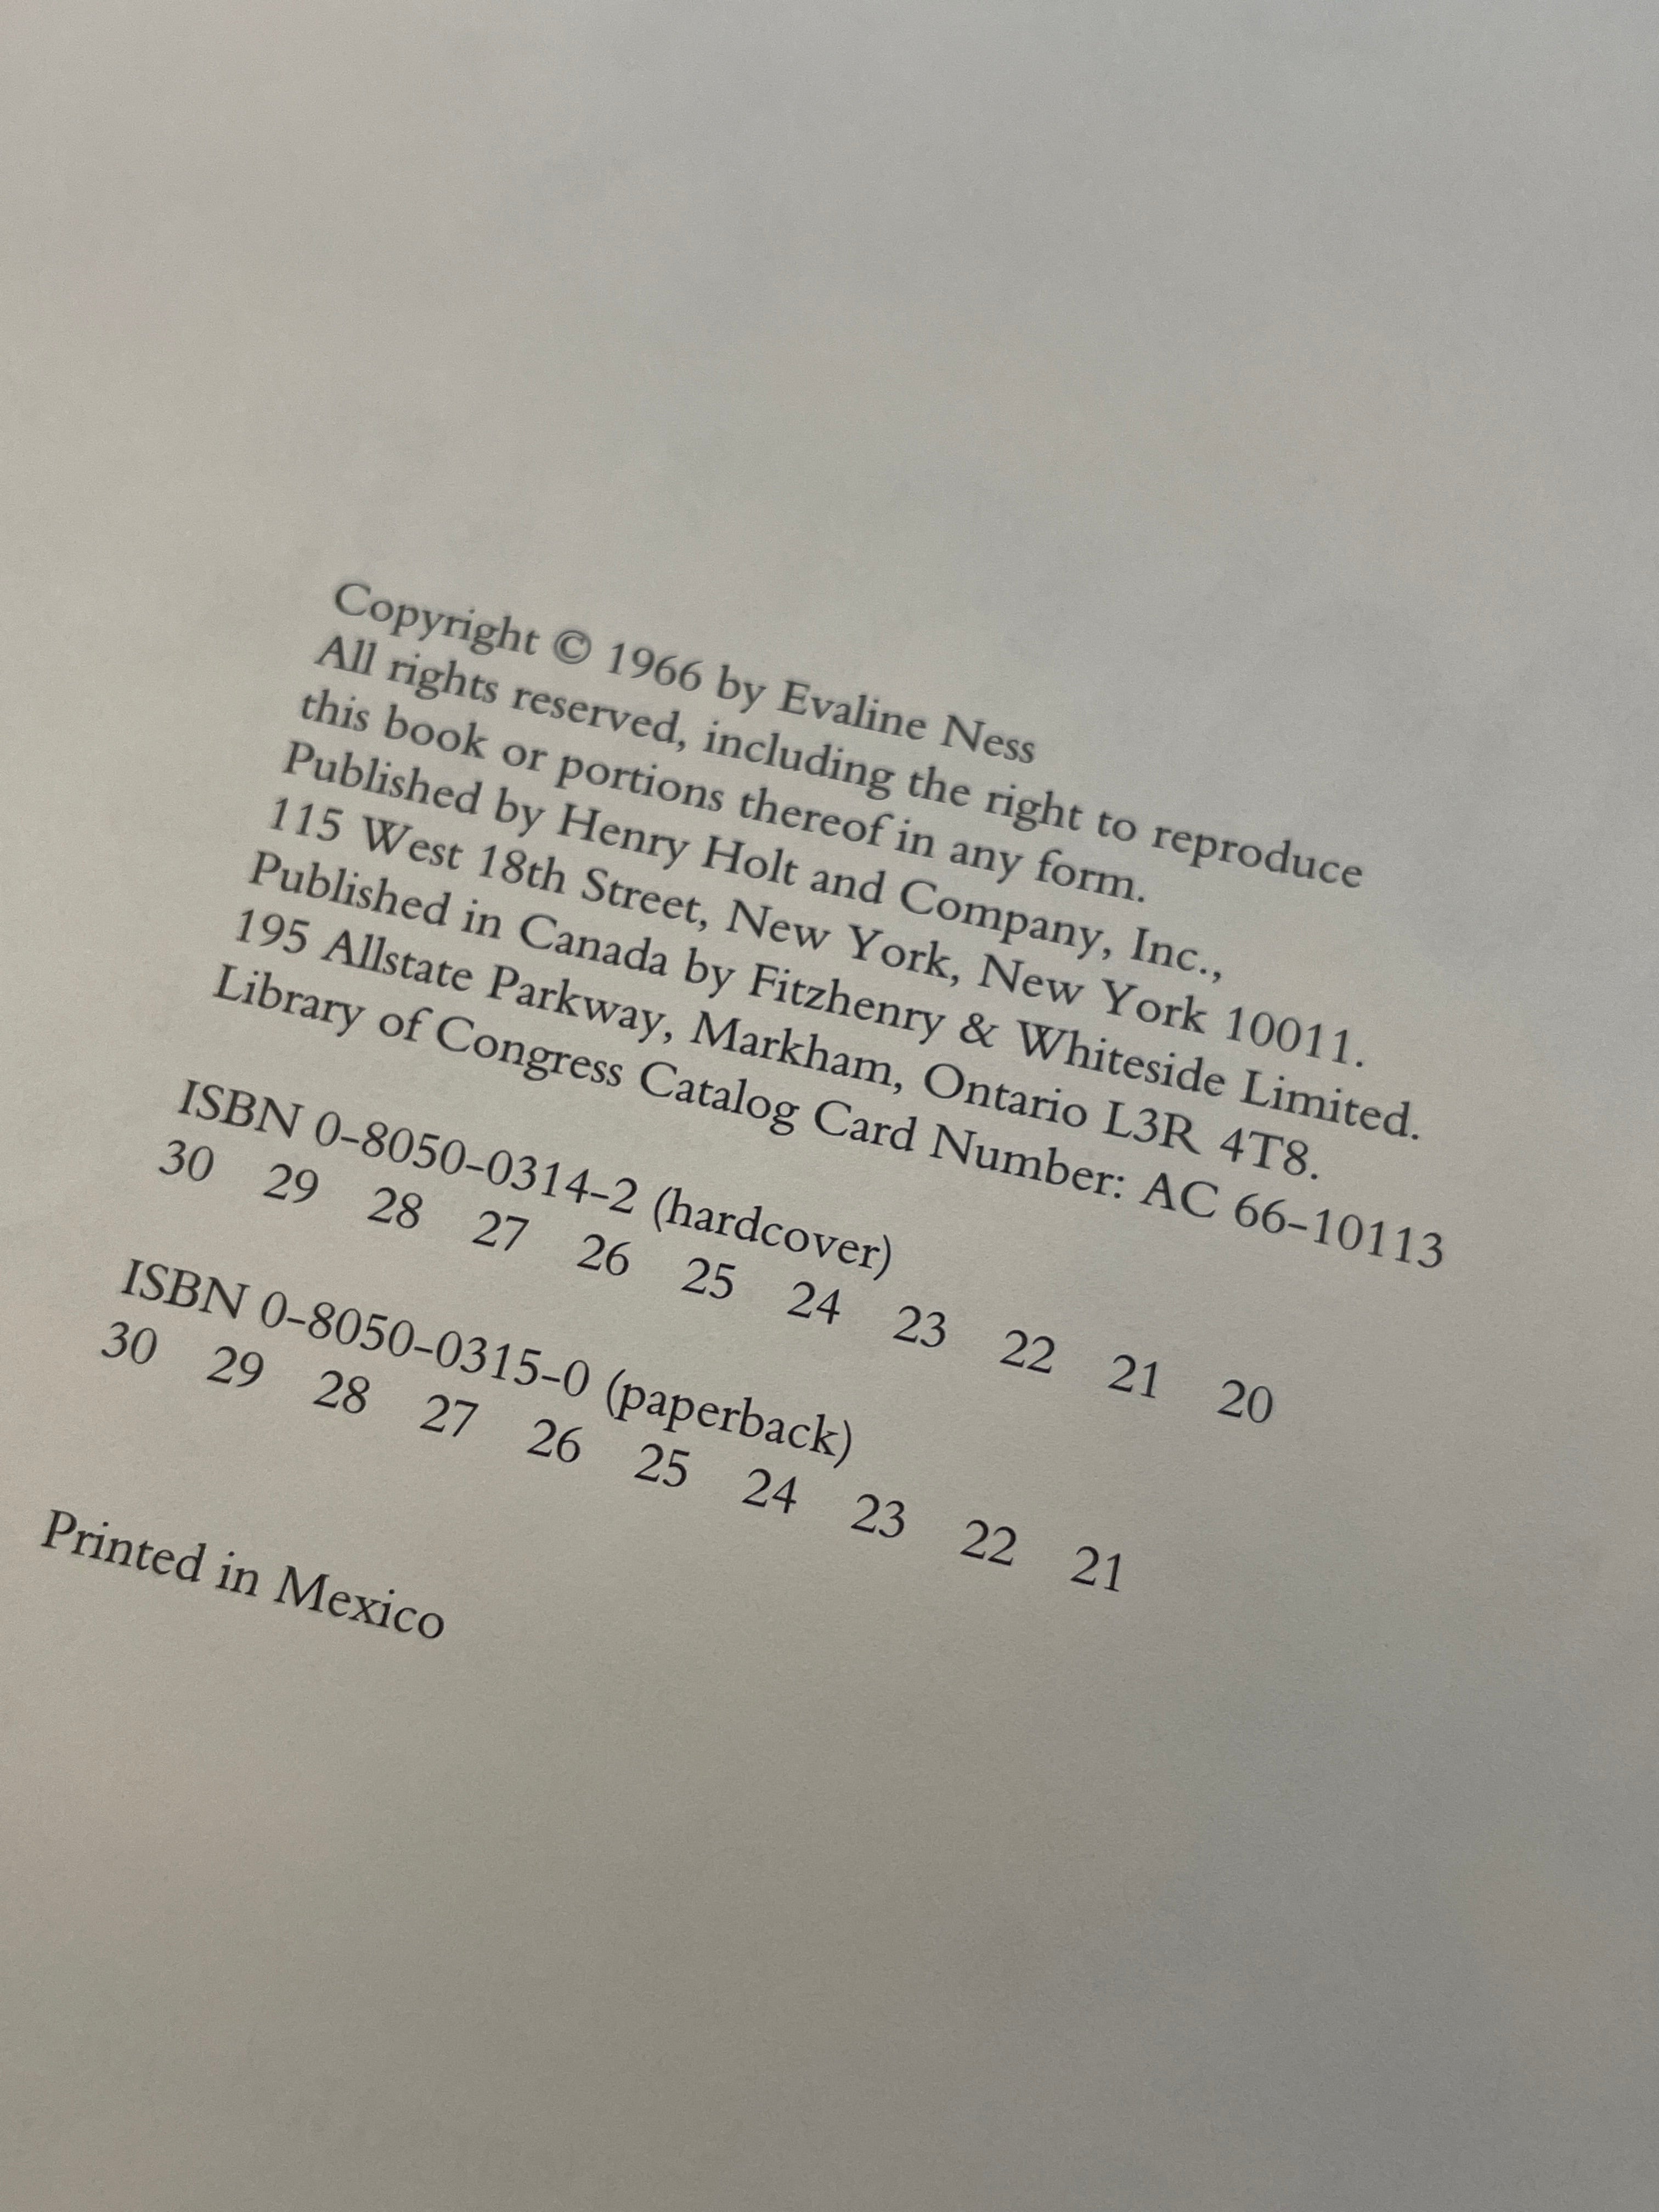 Copyright © 1966 by Evaline Ness
All rights reserved, including the right to reproduce
this book or portions thereof in any form.
Published by Henry Holt and Company, Inc.,
115 West 18th Street, New York, New York 10011.
Published in Canada by Fitzhenry & Whiteside Limited.
195 Allstate Parkway, Markham, Ontario L3R 4T8.
Library of Congress Catalog Card Number: AC 66-10113
ISBN 0-8050-0314-2 (hardcover)
30 29 28 27 26 25 24 23 22 21 20
ISBN 0-8050-0315-0 (paperback)
30 29 28 27 26 25 24 23 22 21
Printed in Mexico